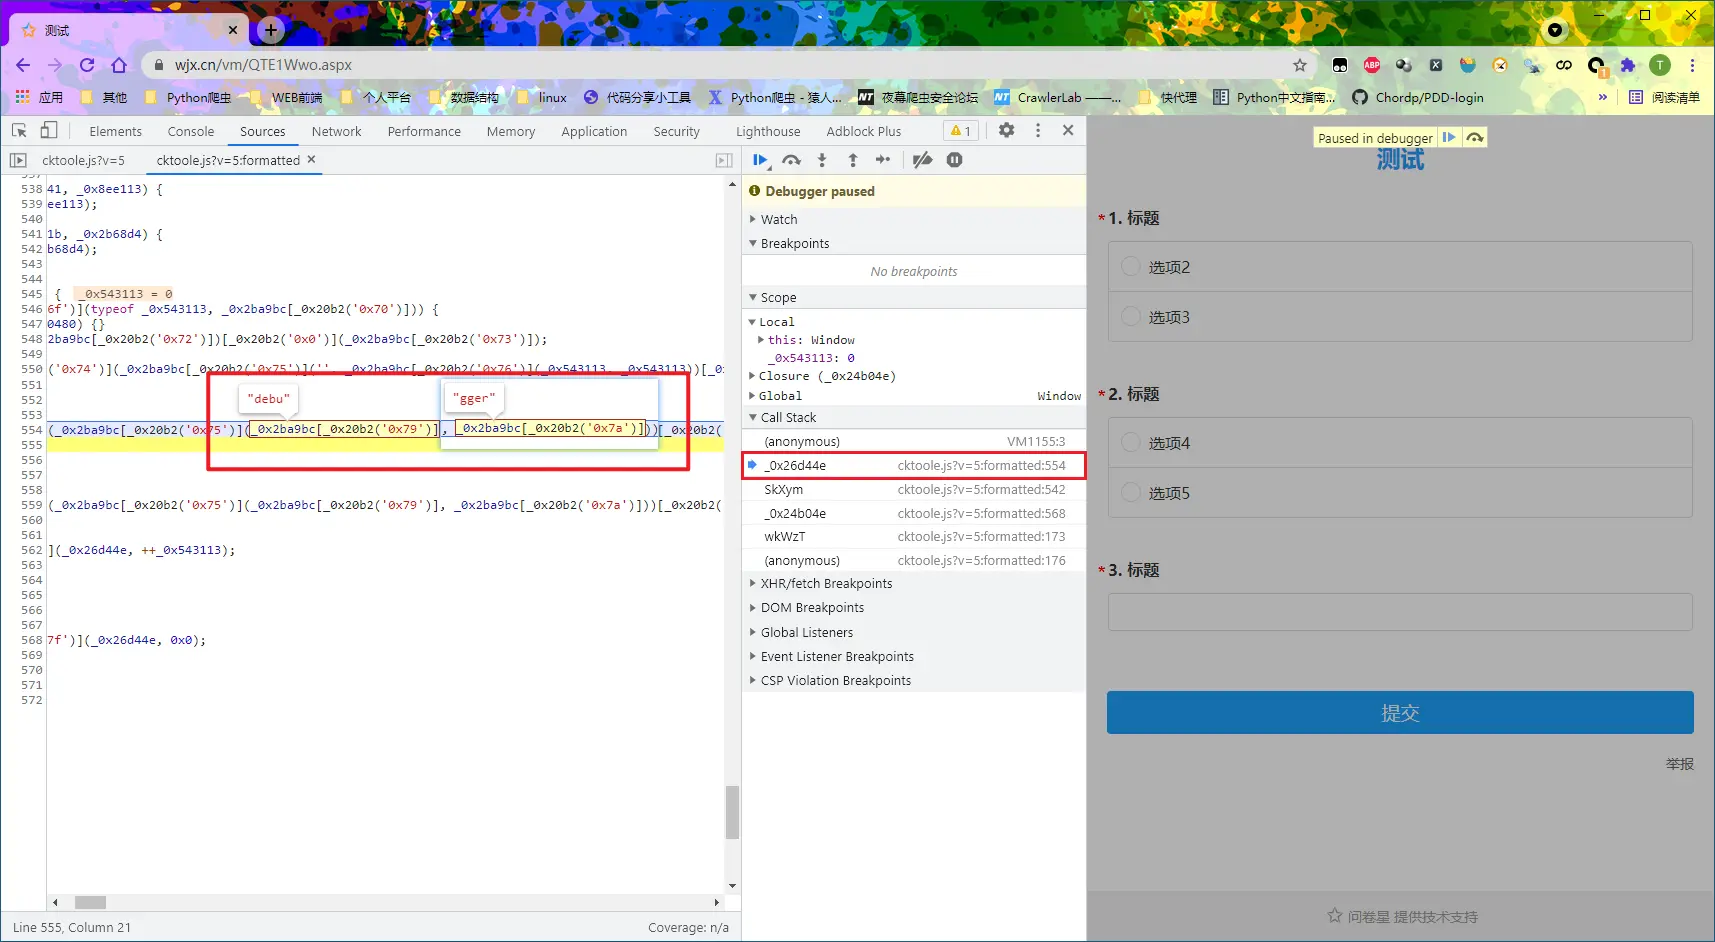 测试
wjx.cn/vm/QTE1Wwo.aspx
应用 其他 Python爬虫 WEB前端 个人平台 数据结构 linux 代码分享小工具 Python爬虫 - 猿人... 夜幕爬虫安全论坛 CrawlerLab ——... 快代理 Python中文指南... Chordp/PDD-login » 阅读清单
Elements Console Sources Network Performance Memory Application Security Lighthouse Adblock Plus 1
Paused in debugger
cktoole.js?v=5 cktoole.js?v=5:formatted
538 41, _0x8ee113) {
539 ee113);
540
541 1b, _0x2b68d4) {
542 b68d4);
543
544
545 { _0x543113 = 0
546 6f')](typeof _0x543113, _0x2ba9bc[_0x20b2('0x70')])) {
547 0480) {}
548 2ba9bc[_0x20b2('0x72')])[_0x20b2('0x0')](_0x2ba9bc[_0x20b2('0x73')]);
549
550 ('0x74')](_0x2ba9bc[_0x20b2('0x75')]('' _0x2ba9bc[_0x20b2('0x76')](_0x543113, _0x543113))[_0x
551
552 "debu" "gger"
553
554 (_0x2ba9bc[_0x20b2('0x75')](_0x2ba9bc[_0x20b2('0x79')], _0x2ba9bc[_0x20b2('0x7a')]))[_0x20b2(
555
556
557
558
559 (_0x2ba9bc[_0x20b2('0x75')](_0x2ba9bc[_0x20b2('0x79')], _0x2ba9bc[_0x20b2('0x7a')]))[_0x20b2(
560
561
562 ](_0x26d44e, ++_0x543113);
563
564
565
566
567
568 7f')](_0x26d44e, 0x0);
569
570
571
572
Line 555, Column 21 Coverage: n/a
Debugger paused
Watch
Breakpoints
No breakpoints
Scope
Local
this: Window
_0x543113: 0
Closure (_0x24b04e)
Global Window
Call Stack
(anonymous) VM1155:3
_0x26d44e cktoole.js?v=5:formatted:554
SkXym cktoole.js?v=5:formatted:542
_0x24b04e cktoole.js?v=5:formatted:568
wkWzT cktoole.js?v=5:formatted:173
(anonymous) cktoole.js?v=5:formatted:176
XHR/fetch Breakpoints
DOM Breakpoints
Global Listeners
Event Listener Breakpoints
CSP Violation Breakpoints
测试
*1. 标题
选项2
选项3
*2. 标题
选项4
选项5
*3. 标题
提交
举报
问卷星 提供技术支持